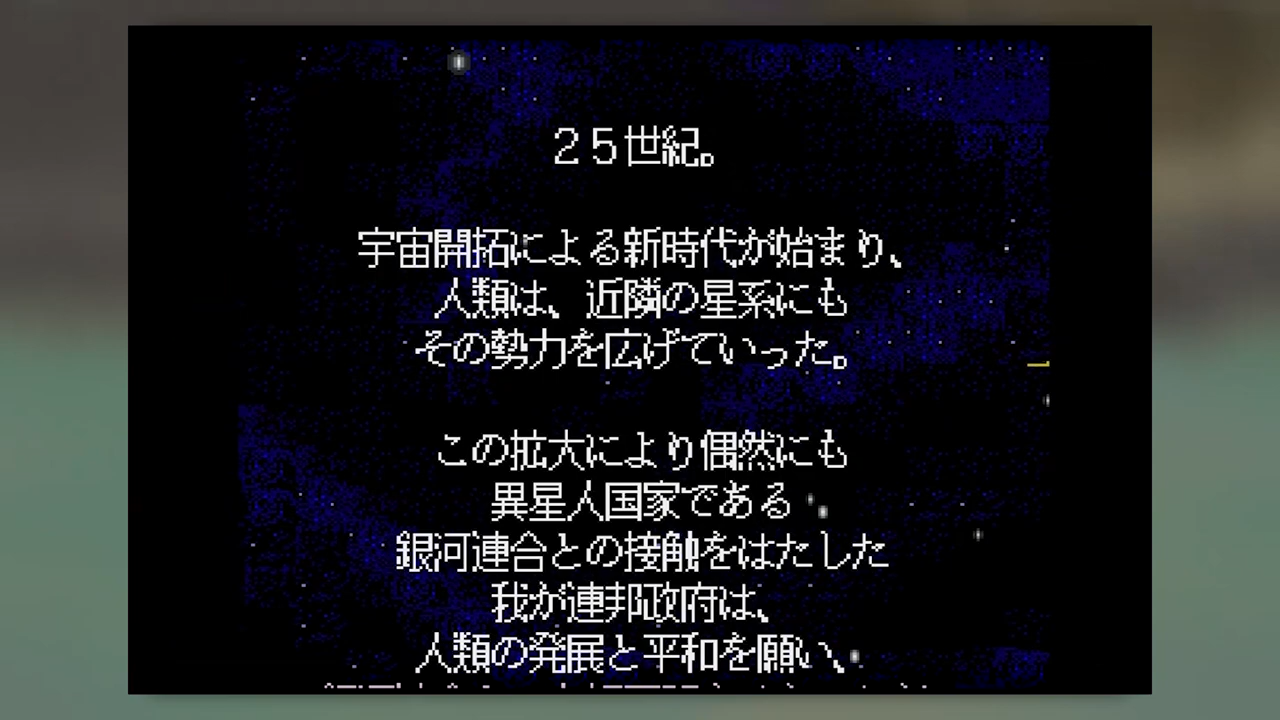 25世紀。
宇宙開拓による新時代が始まり、
人類は、近隣の星系にも
その勢力を広げていった。
この拡大により偶然にも
異星人国家である
銀河連合との接触をはたした
我が連邦政府は、
人類の発展と平和を願い、